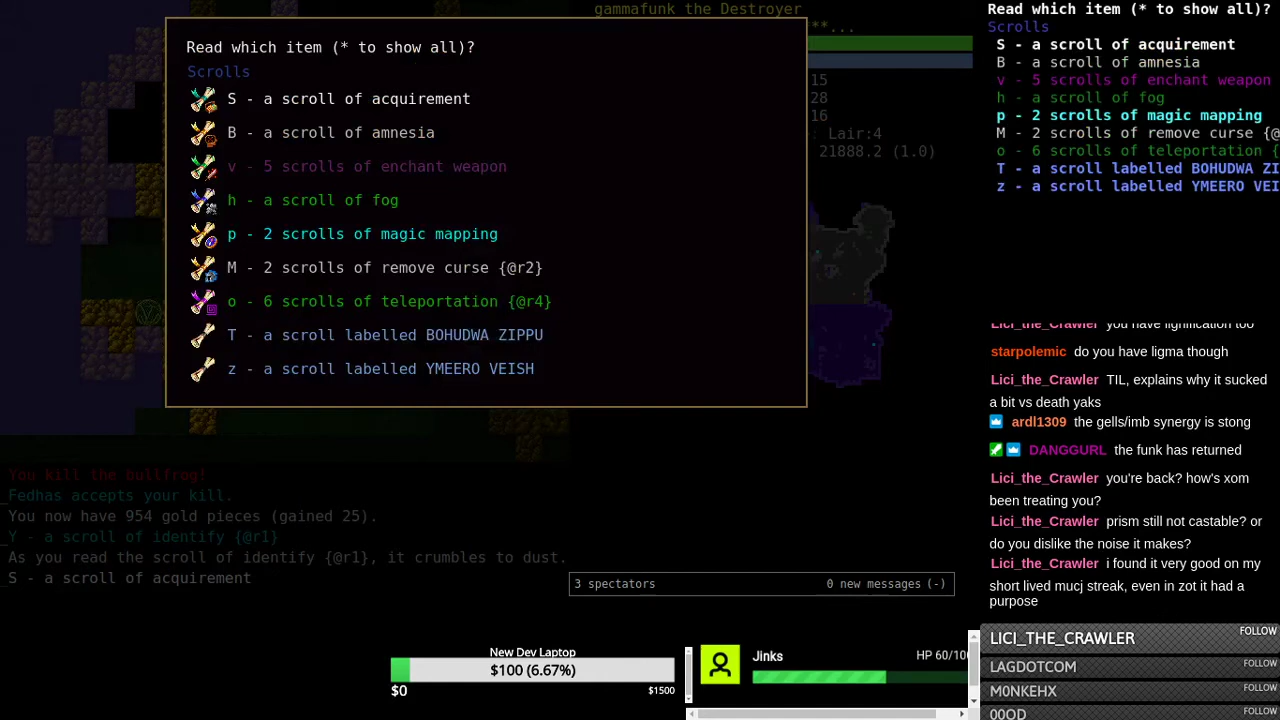 gammafunk the Destroyer
Read which item (* to show all)?
Scrolls
S - a scroll of acquirement
B - a scroll of amnesia
v - 5 scrolls of enchant weapon
h - a scroll of fog
p - 2 scrolls of magic mapping
M - 2 scrolls of remove curse {@r2}
o - 6 scrolls of teleportation {@r4}
T - a scroll labelled BOHUDWA ZIPPU
z - a scroll labelled YMEERO VEISH
**...
15
28
16
: Lair:4
21888.2 (1.0)
You kill the bullfrog!
_Fedhas accepts your kill.
You now have 954 gold pieces (gained 25).
_Y - a scroll of identify {@r1}
As you read the scroll of identify {@r1}, it crumbles to dust.
_S - a scroll of acquirement
3 spectators
0 new messages (-)
New Dev Laptop
$100 (6.67%)
$0
$1500
Jinks
HP 60/100
Read which item (* to show all)?
Scrolls
S - a scroll of acquirement
B - a scroll of amnesia
v - 5 scrolls of enchant weapon
h - a scroll of fog
p - 2 scrolls of magic mapping
M - 2 scrolls of remove curse {@
o - 6 scrolls of teleportation {
T - a scroll labelled BOHUDWA ZI
z - a scroll labelled YMEERO VEI
Lici_the_Crawler you have lignification too
starpolemic do you have ligma though
Lici_the_Crawler TIL, explains why it sucked
a bit vs death yaks
ardl1309 the gells/imb synergy is stong
DANGGURL the funk has returned
Lici_the_Crawler you're back? how's xom
been treating you?
Lici_the_Crawler prism still not castable? or
do you dislike the noise it makes?
Lici_the_Crawler i found it very good on my
short lived mucj streak, even in zot it had a
purpose
LICI_THE_CRAWLER FOLLOW
LAGDOTCOM FOLLOW
M0NKEHX FOLLOW
00OD FOLLOW